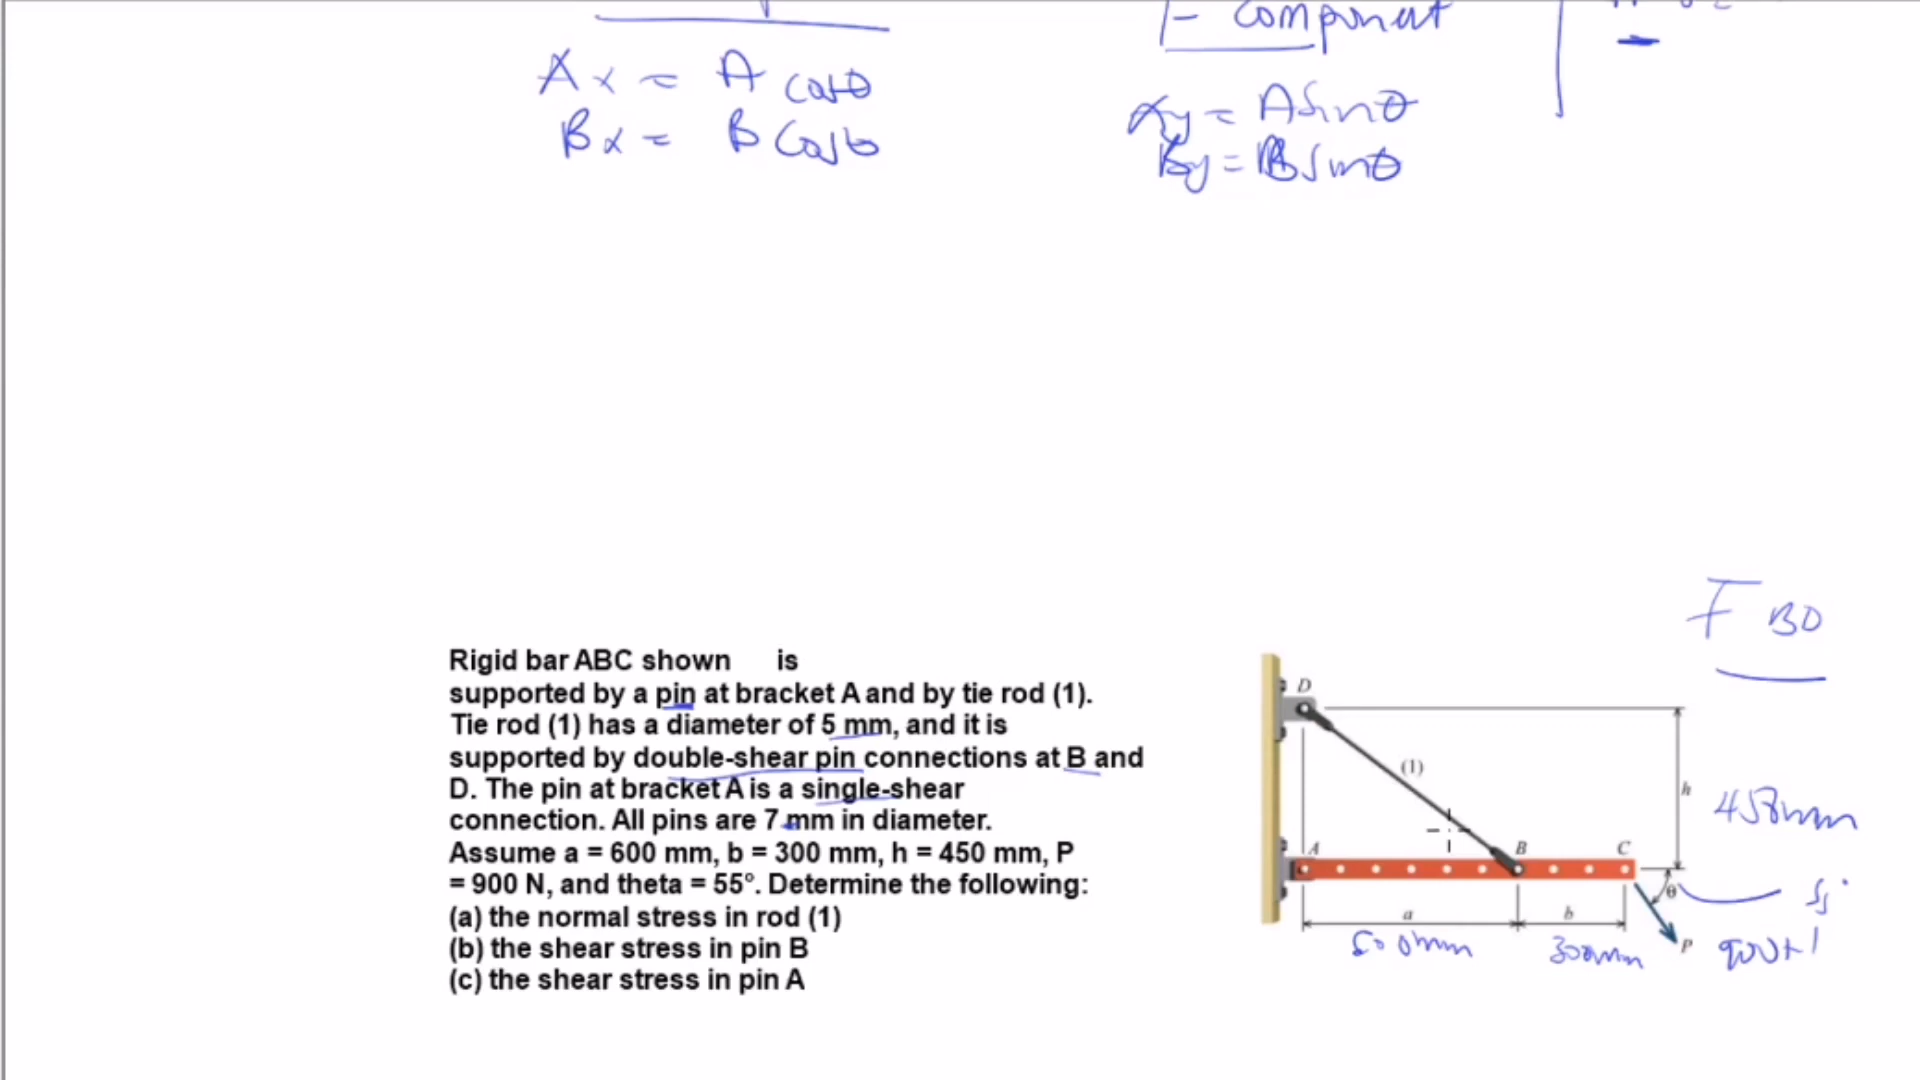 - component
Ax = A cosθ
Bx = B cosθ
Ay = A sinθ
By = B sinθ
FBD
Rigid bar ABC shown is
supported by a pin at bracket A and by tie rod (1).
Tie rod (1) has a diameter of 5 mm, and it is
supported by double-shear pin connections at B and
D. The pin at bracket A is a single-shear
connection. All pins are 7 mm in diameter.
Assume a = 600 mm, b = 300 mm, h = 450 mm, P
= 900 N, and theta = 55°. Determine the following:
(a) the normal stress in rod (1)
(b) the shear stress in pin B
(c) the shear stress in pin A
D
(1)
h
450mm
A
B
C
θ
a
b
P
300mm